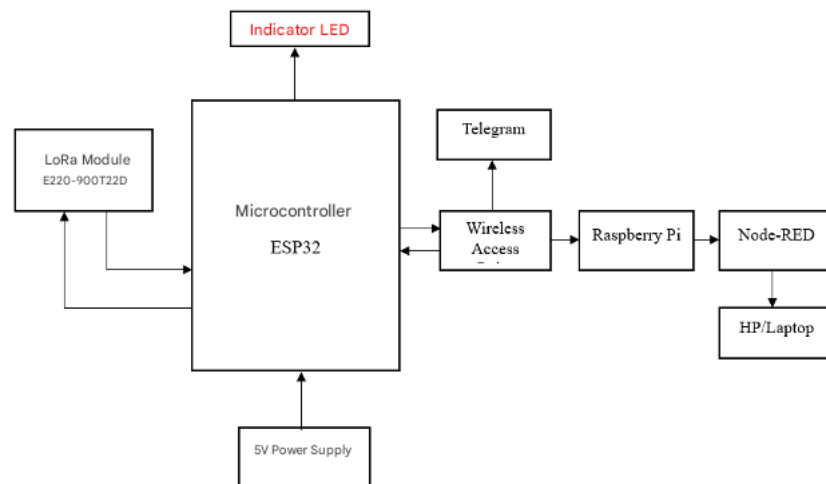 Indicator LED
Telegram
LoRa Module
E220-900T22D
Microcontroller
ESP32
Wireless
Access
Raspberry Pi
Node-RED
HP/Laptop
5V Power Supply